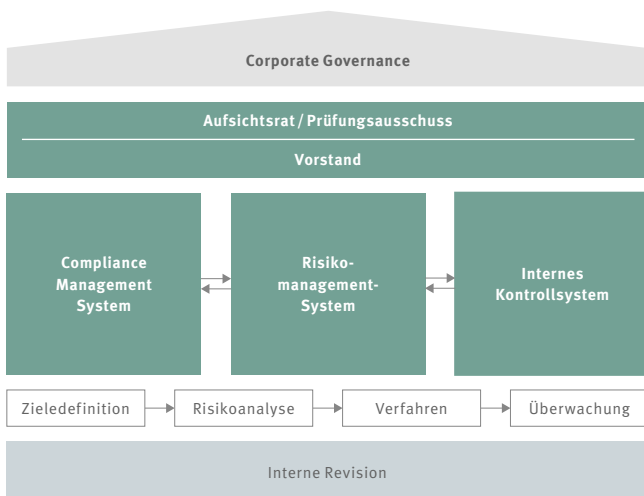 Corporate Governance
Aufsichtsrat / Prüfungsausschuss
Vorstand
Compliance
Management
System
Risiko-
management-
System
Internes
Kontrollsystem
Zieledefinition
Risikoanalyse
Verfahren
Überwachung
Interne Revision